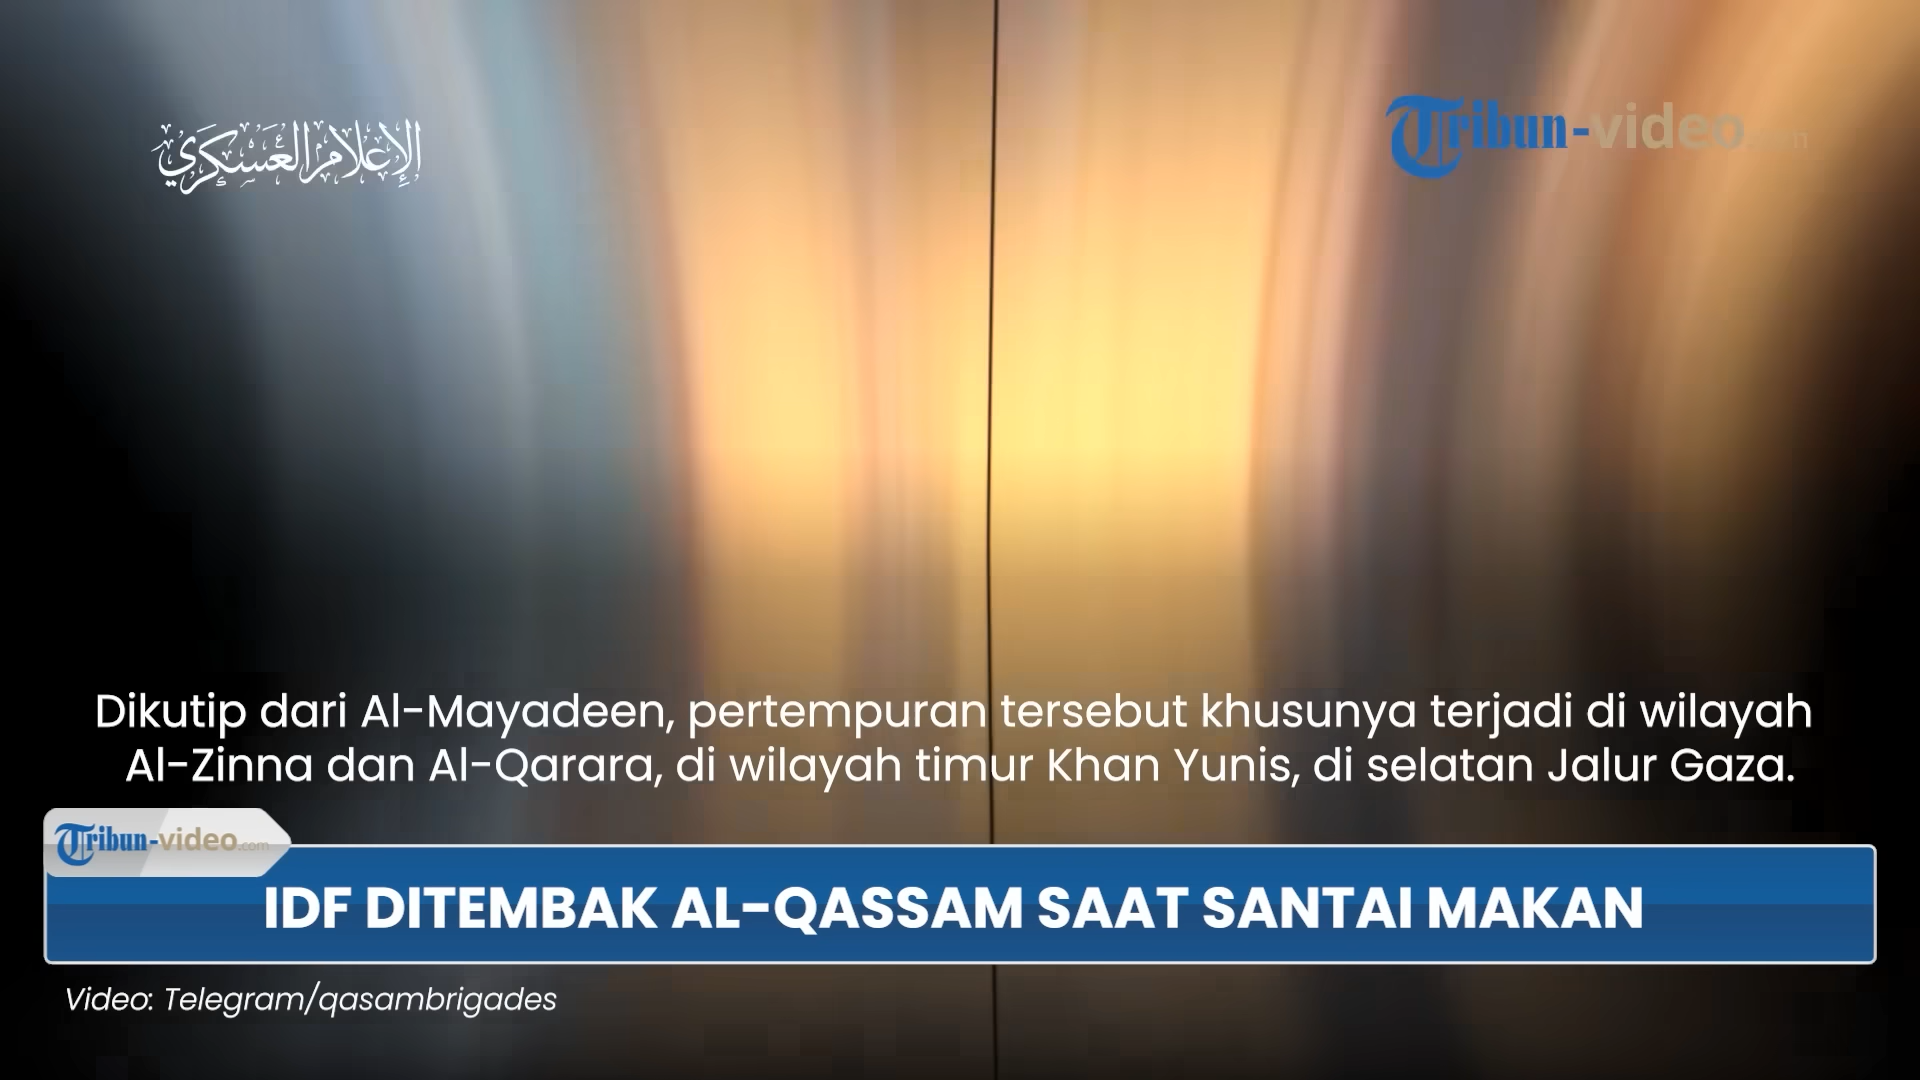 الإعلام العسكري
Tribun-video.com
Dikutip dari Al-Mayadeen, pertempuran tersebut khusunya terjadi di wilayah
Al-Zinna dan Al-Qarara, di wilayah timur Khan Yunis, di selatan Jalur Gaza.
Tribun-video.com
IDF DITEMBAK AL-QASSAM SAAT SANTAI MAKAN
Video: Telegram/qasambrigades